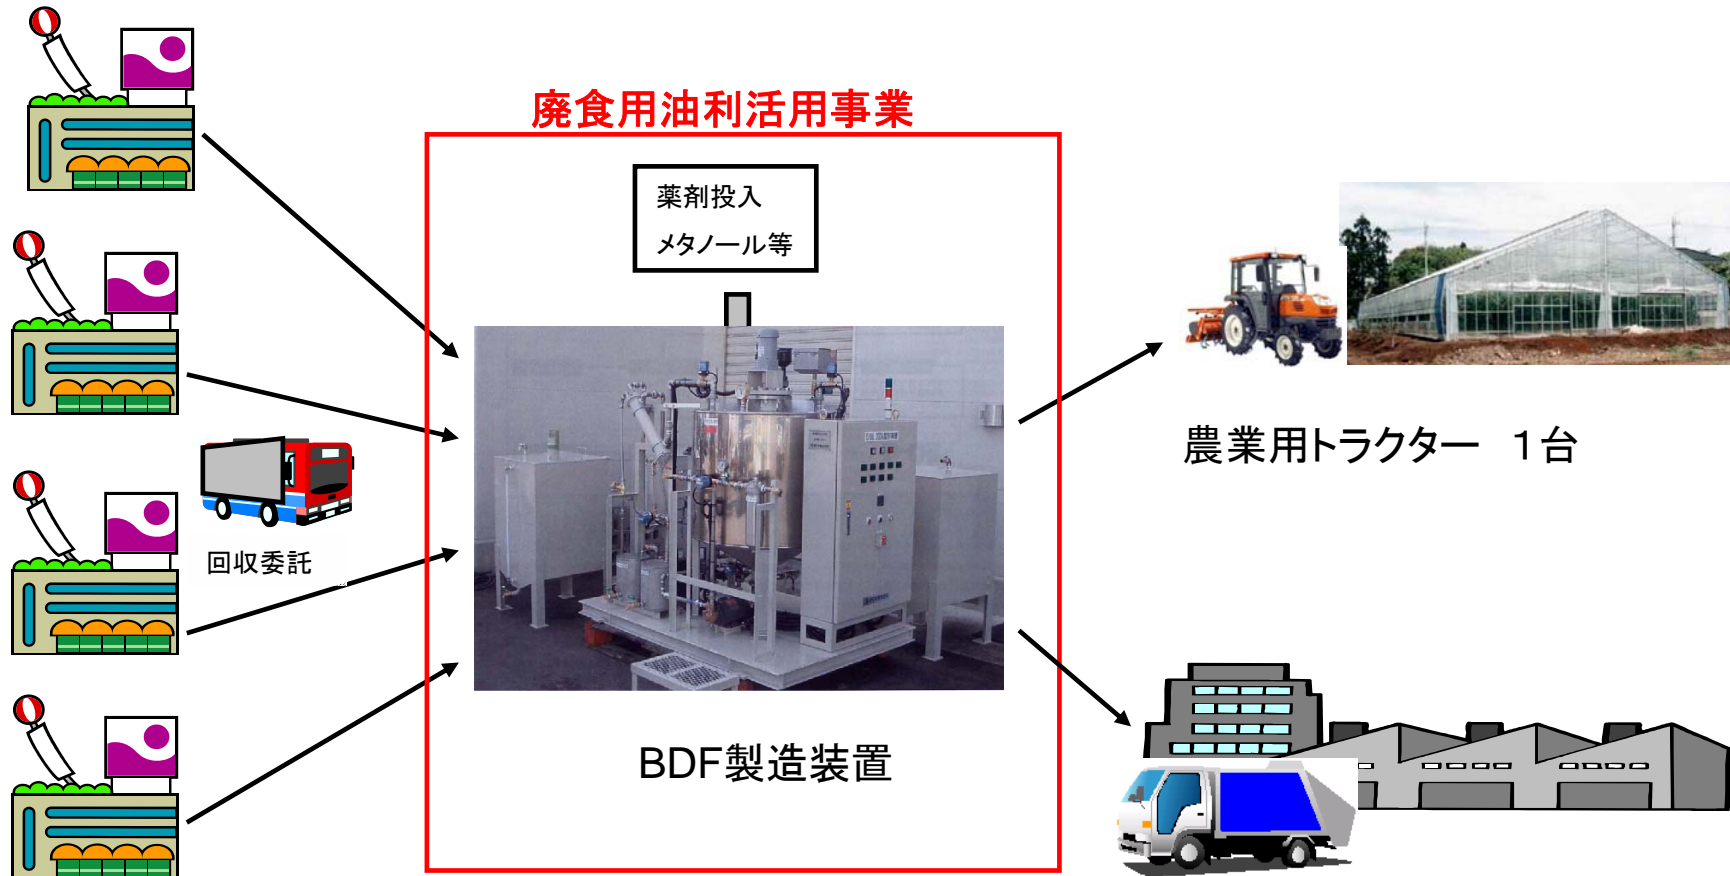 廃食用油利活用事業
薬剤投入
メタノール等
回収委託
BDF製造装置
農業用トラクター　1台